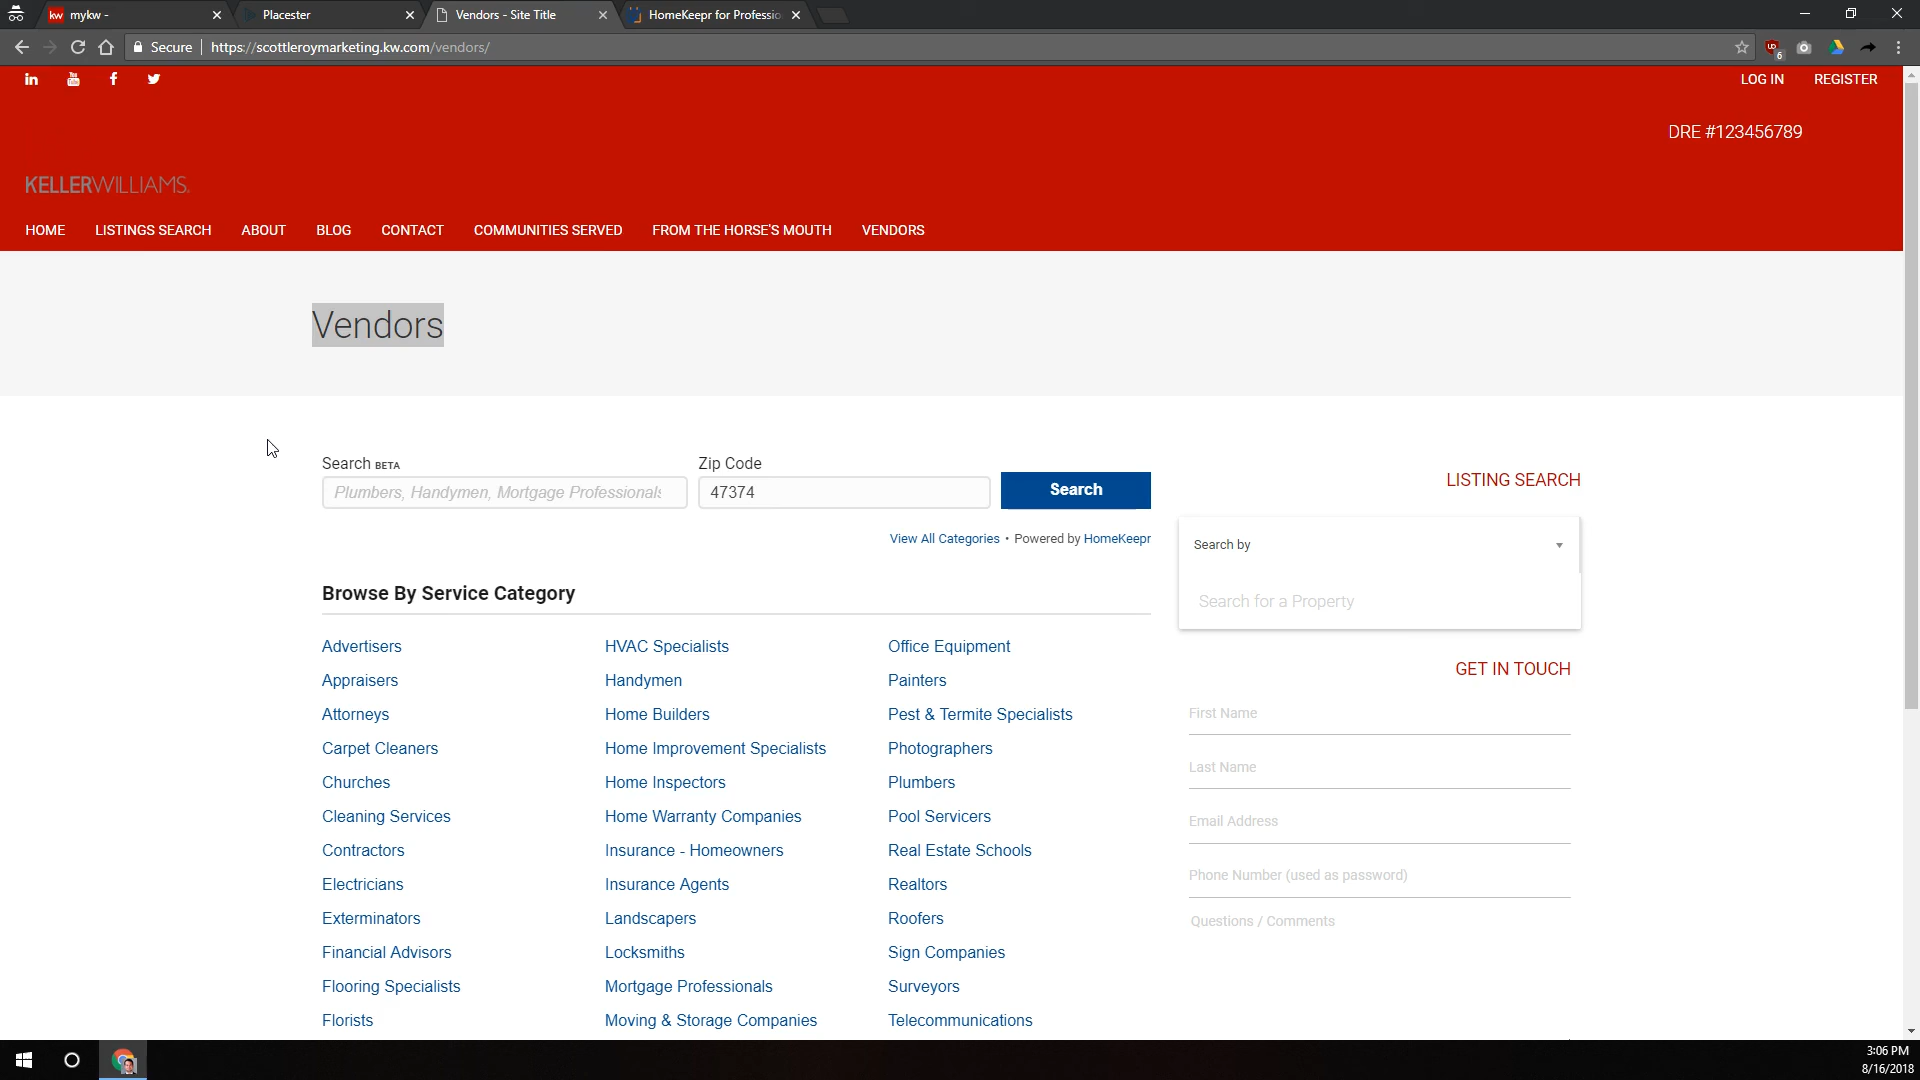 mykw -
Placester
Vendors - Site Title
HomeKeepr for Professio
Secure
https://scottleroymarketing.kw.com/vendors/
LOG IN
REGISTER
DRE #123456789
KELLERWILLIAMS.
HOME
LISTINGS SEARCH
ABOUT
BLOG
CONTACT
COMMUNITIES SERVED
FROM THE HORSE'S MOUTH
VENDORS
Vendors
Search BETA
Zip Code
Plumbers, Handymen, Mortgage Professionals
47374
Search
View All Categories • Powered by HomeKeepr
Browse By Service Category
Advertisers
Appraisers
Attorneys
Carpet Cleaners
Churches
Cleaning Services
Contractors
Electricians
Exterminators
Financial Advisors
Flooring Specialists
Florists
HVAC Specialists
Handymen
Home Builders
Home Improvement Specialists
Home Inspectors
Home Warranty Companies
Insurance - Homeowners
Insurance Agents
Landscapers
Locksmiths
Mortgage Professionals
Moving & Storage Companies
Office Equipment
Painters
Pest & Termite Specialists
Photographers
Plumbers
Pool Servicers
Real Estate Schools
Realtors
Roofers
Sign Companies
Surveyors
Telecommunications
LISTING SEARCH
Search by
Search for a Property
GET IN TOUCH
First Name
Last Name
Email Address
Phone Number (used as password)
Questions / Comments
3:06 PM
8/16/2018